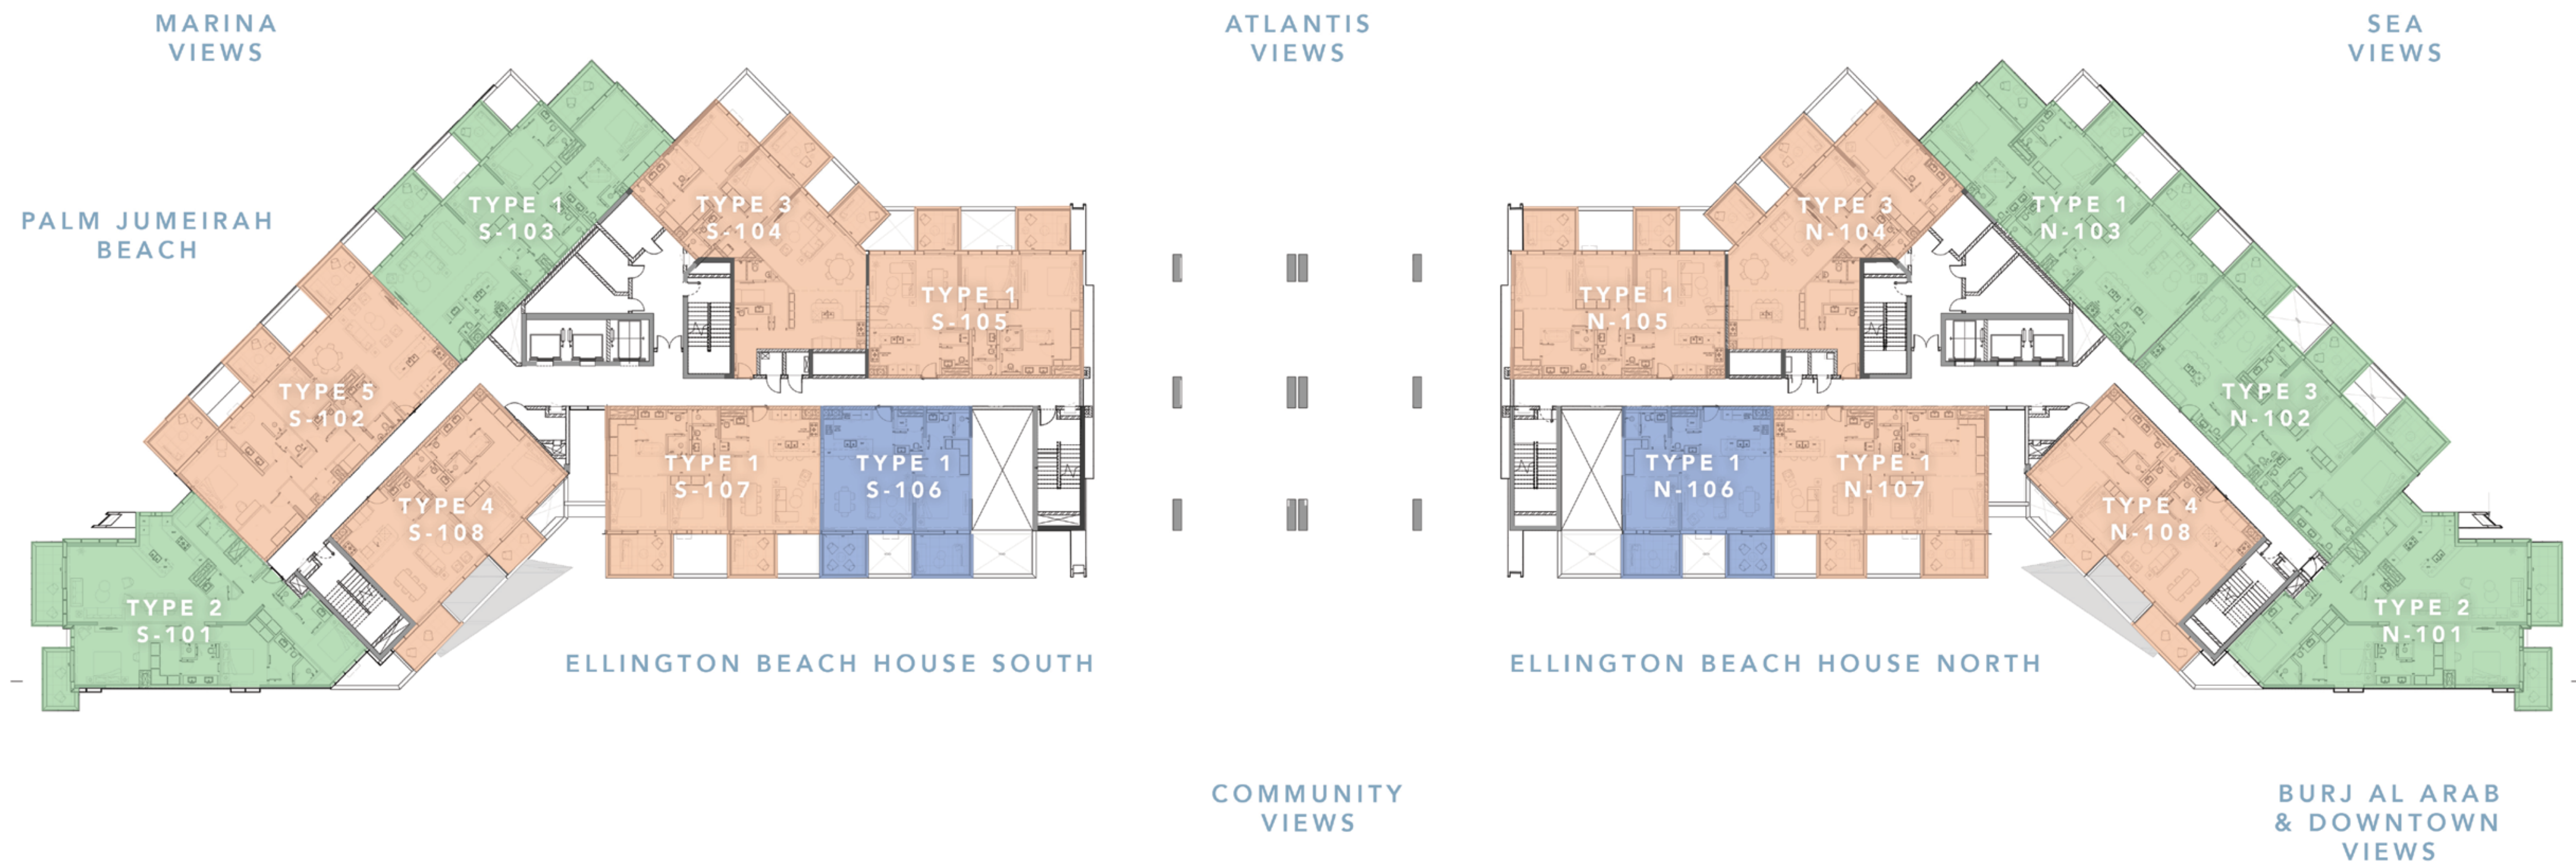 MARINA
VIEWS
ATLANTIS
VIEWS
SEA
VIEWS
PALM JUMEIRAH
BEACH
TYPE 1
S-103
TYPE 3
S-104
TYPE 1
S-105
TYPE 5
S-102
TYPE 4
S-108
TYPE 1
S-107
TYPE 1
S-106
TYPE 2
S-101
TYPE 3
N-104
TYPE 1
N-103
TYPE 1
N-105
TYPE 3
N-102
TYPE 1
N-106
TYPE 1
N-107
TYPE 4
N-108
TYPE 2
N-101
ELLINGTON BEACH HOUSE SOUTH
ELLINGTON BEACH HOUSE NORTH
COMMUNITY
VIEWS
BURJ AL ARAB
& DOWNTOWN
VIEWS